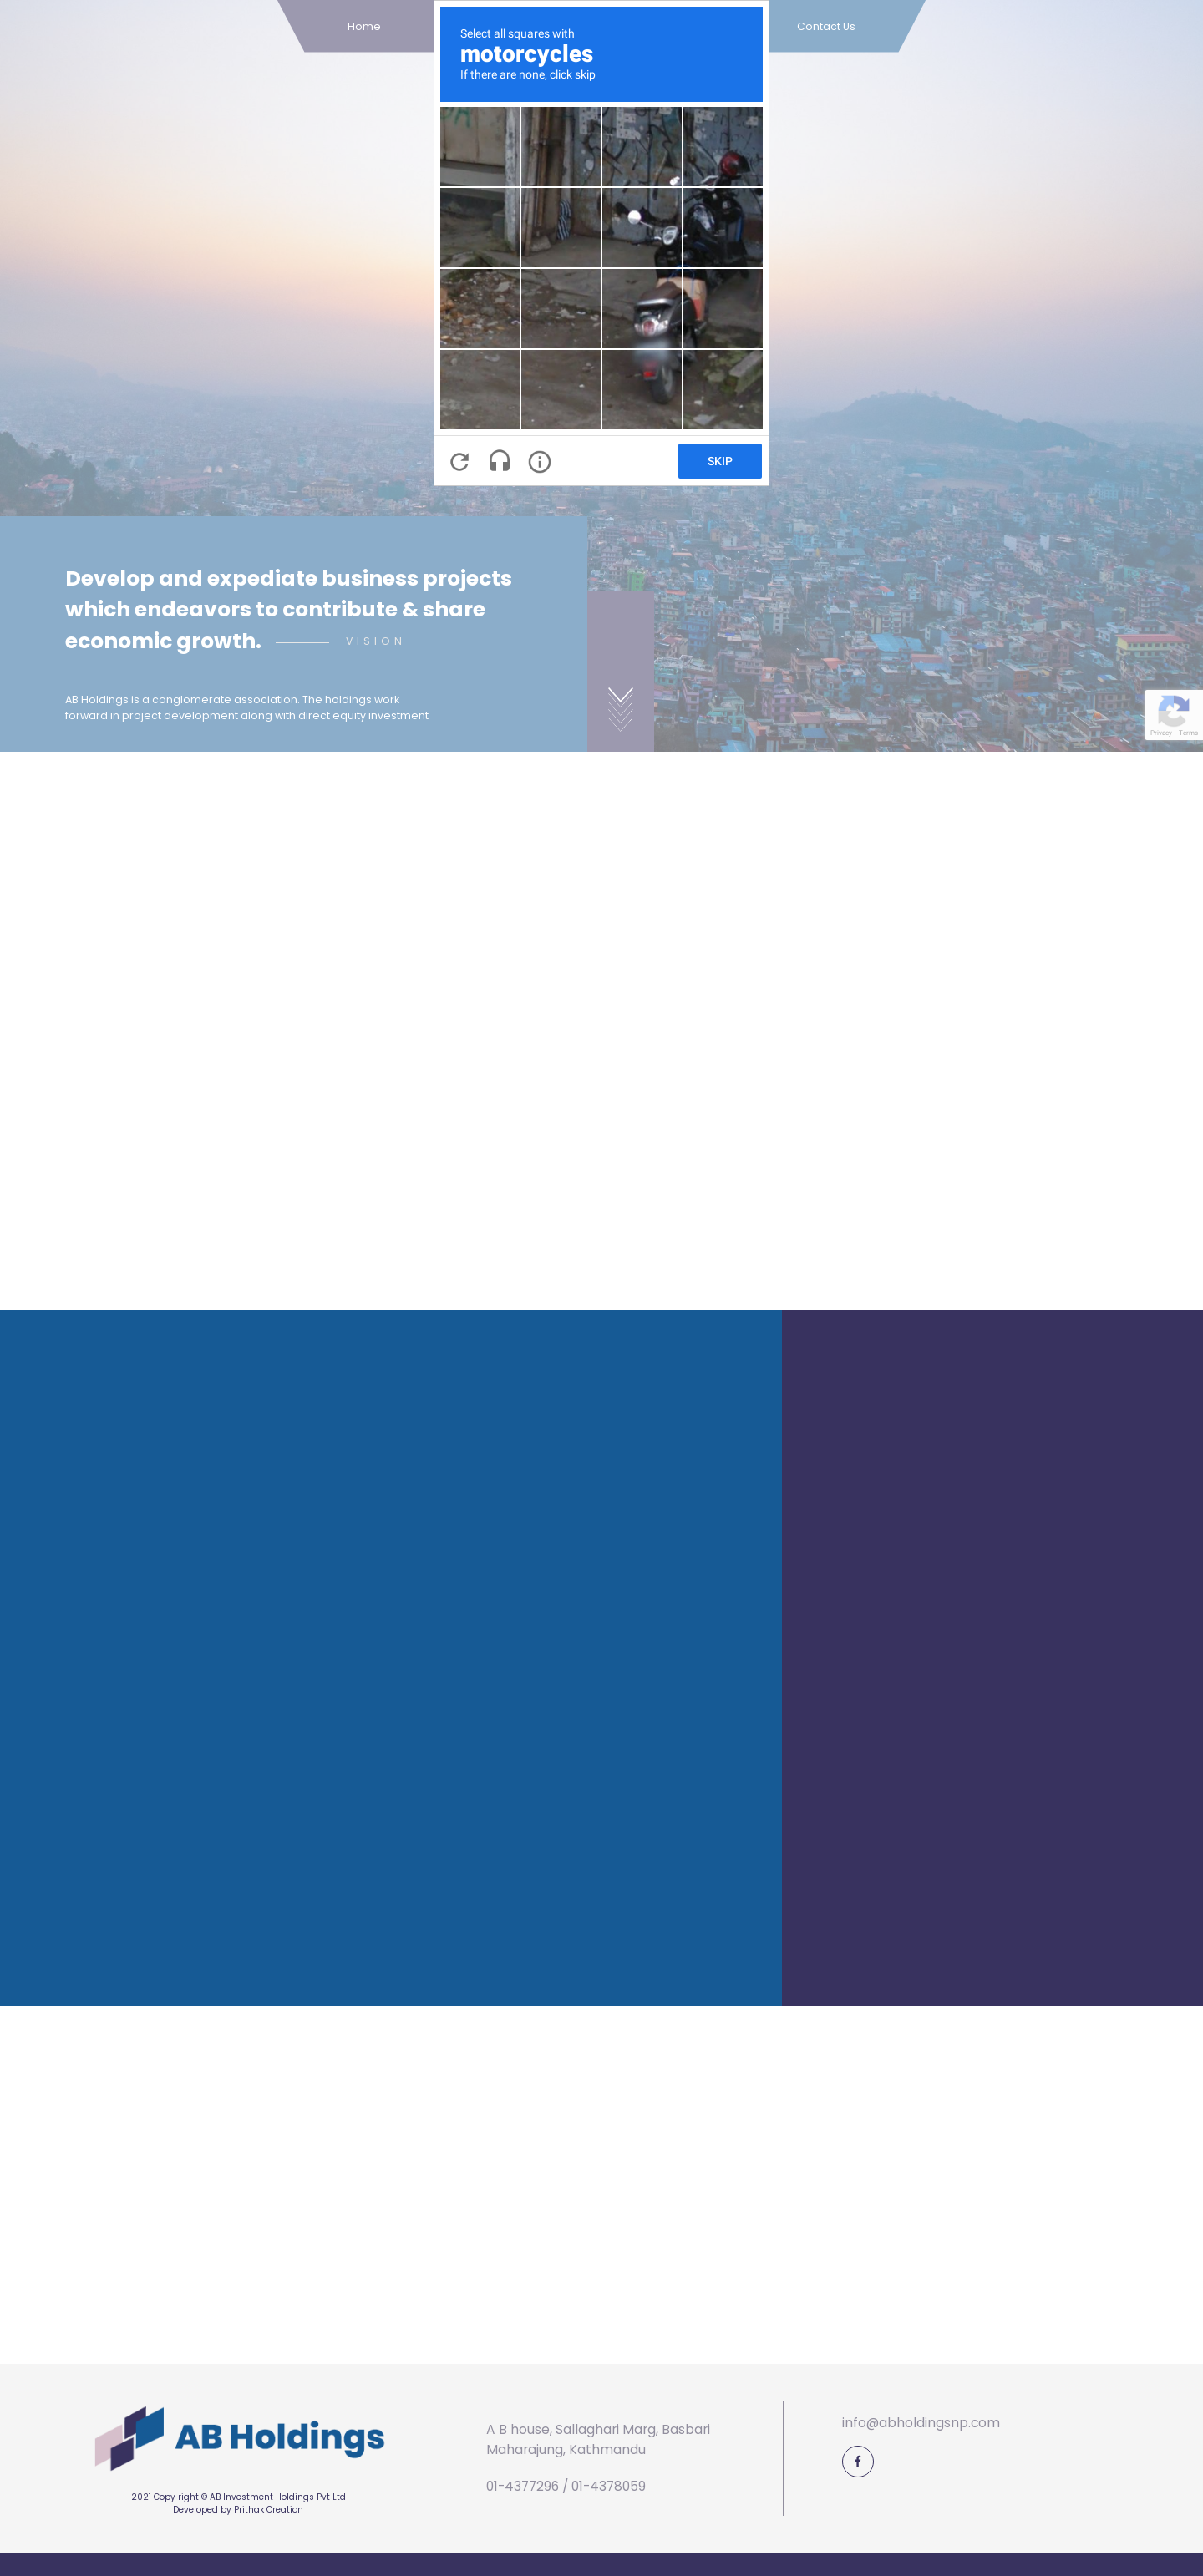 Home
Contact Us
Select all squares with
motorcycles
If there are none, click skip
SKIP
Develop and expediate business projects
which endeavors to contribute & share
economic growth.
VISION
AB Holdings is a conglomerate association. The holdings work
forward in project development along with direct equity investment
Privacy - Terms
AB Holdings
2021 Copy right © AB Investment Holdings Pvt Ltd
Developed by Prithak Creation
A B house, Sallaghari Marg, Basbari
Maharajung, Kathmandu
01-4377296 / 01-4378059
info@abholdingsnp.com